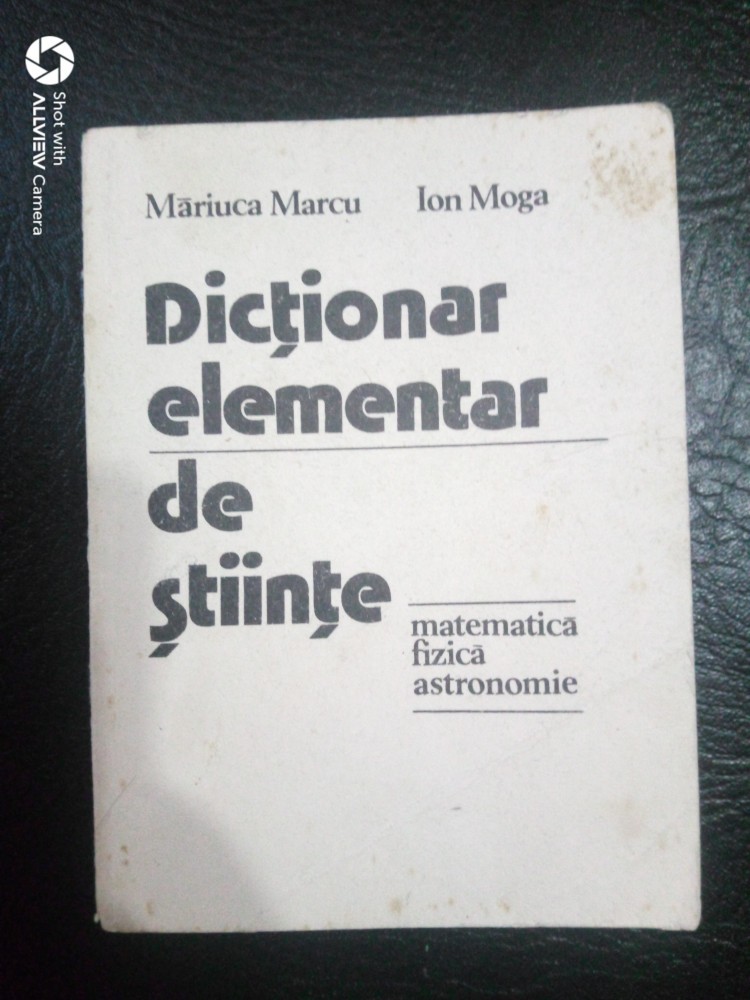 Shot with
ALLVIEW Camera
Măriuca Marcu Ion Moga
Dicționar
elementar
de
științe
matematică
fizică
astronomie